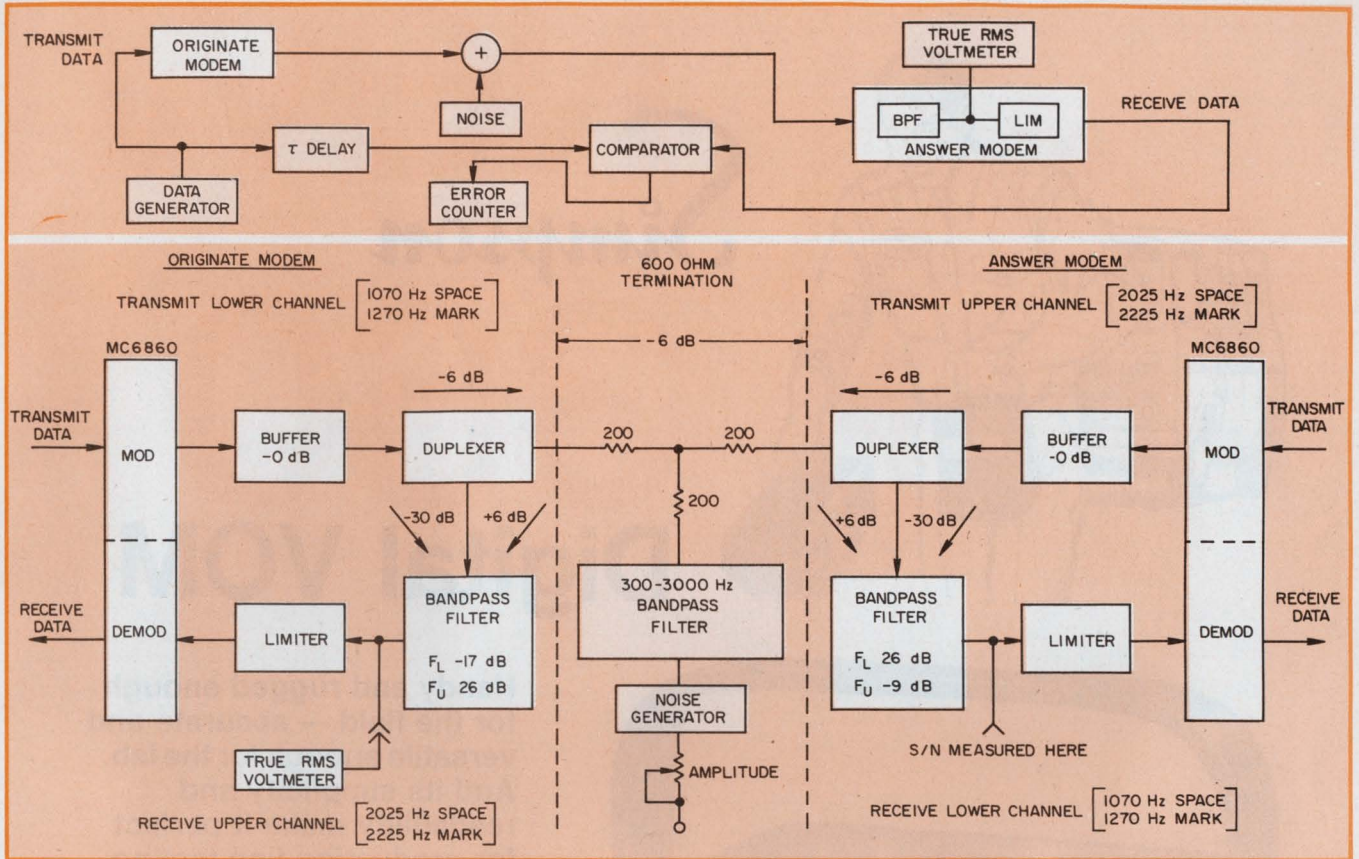 TRANSMIT
DATA
ORIGINATE
MODEM
+
NOISE
TRUE RMS
VOLTMETER
BPF
LIM
ANSWER MODEM
RECEIVE DATA
τ DELAY
COMPARATOR
DATA
GENERATOR
ERROR
COUNTER
ORIGINATE MODEM
TRANSMIT LOWER CHANNEL [1070 Hz SPACE
1270 Hz MARK]
600 OHM
TERMINATION
-6 dB
ANSWER MODEM
TRANSMIT UPPER CHANNEL [2025 Hz SPACE
2225 Hz MARK]
MC6860
TRANSMIT
DATA
MOD
BUFFER
-0 dB
-6 dB
DUPLEXER
200
200
200
-6 dB
DUPLEXER
BUFFER
-0 dB
MC6860
MOD
TRANSMIT
DATA
-30 dB
+6 dB
+6 dB
-30 dB
RECEIVE
DATA
DEMOD
LIMITER
BANDPASS
FILTER
FL -17 dB
FU 26 dB
300-3000 Hz
BANDPASS
FILTER
NOISE
GENERATOR
AMPLITUDE
BANDPASS
FILTER
FL 26 dB
FU -9 dB
LIMITER
DEMOD
RECEIVE
DATA
TRUE RMS
VOLTMETER
S/N MEASURED HERE
RECEIVE UPPER CHANNEL [2025 Hz SPACE
2225 Hz MARK]
RECEIVE LOWER CHANNEL [1070 Hz SPACE
1270 Hz MARK]